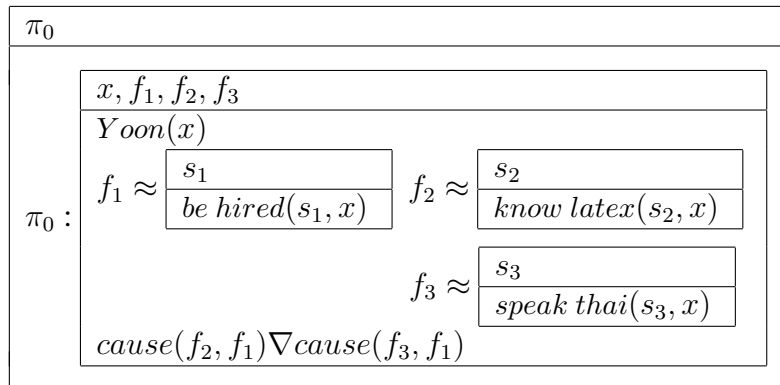 π₀
x, f₁, f₂, f₃
Yoon(x)
f₁ ≈ s₁ f₂ ≈ s₂
be hired(s₁, x) know latex(s₂, x)
π₀ :
f₃ ≈ s₃
speak thai(s₃, x)
cause(f₂, f₁)∇cause(f₃, f₁)